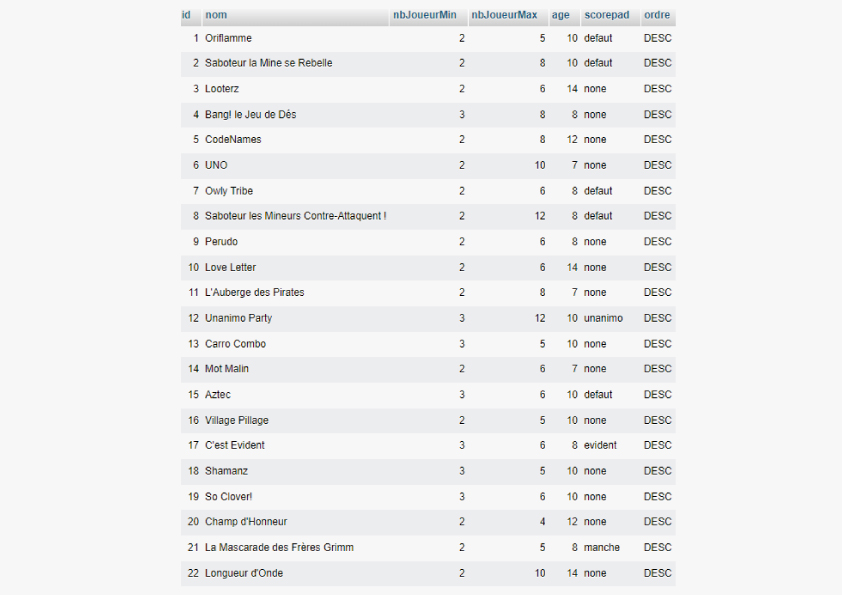 id nom nbJoueurMin nbJoueurMax age scorepad ordre
1 Oriflamme 2 5 10 defaut DESC
2 Saboteur la Mine se Rebelle 2 8 10 defaut DESC
3 Looterz 2 6 14 none DESC
4 Bang! le Jeu de Dés 3 8 8 none DESC
5 CodeNames 2 8 12 none DESC
6 UNO 2 10 7 none DESC
7 Owly Tribe 2 6 8 defaut DESC
8 Saboteur les Mineurs Contre-Attaquent ! 2 12 8 defaut DESC
9 Perudo 2 6 8 none DESC
10 Love Letter 2 6 14 none DESC
11 L'Auberge des Pirates 2 8 7 none DESC
12 Unanimo Party 3 12 10 unanimo DESC
13 Carro Combo 3 5 10 none DESC
14 Mot Malin 2 6 7 none DESC
15 Aztec 3 6 10 defaut DESC
16 Village Pillage 2 5 10 none DESC
17 C'est Evident 3 6 8 evident DESC
18 Shamanz 3 5 10 none DESC
19 So Clover! 3 6 10 none DESC
20 Champ d'Honneur 2 4 12 none DESC
21 La Mascarade des Frères Grimm 2 5 8 manche DESC
22 Longueur d'Onde 2 10 14 none DESC